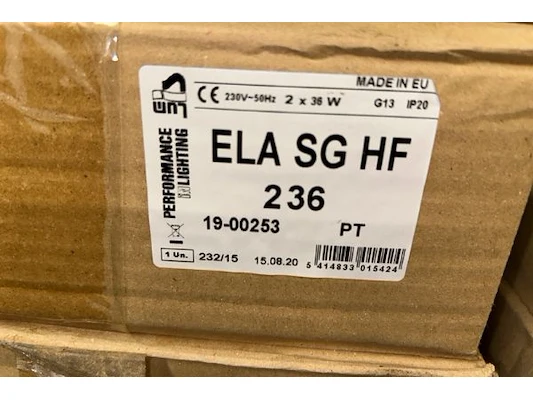 MADE IN EU
CE 230V~50Hz 2 x 36 W G13 IP20
PERFORMANCE
IN LIGHTING
ELA SG HF
236
19-00253 PT
1 Un. 232/15 15.08.20 5 414833 015424